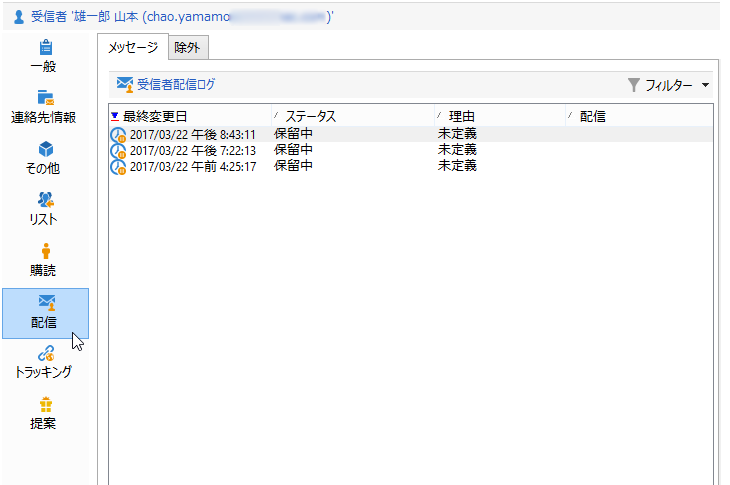 受信者 '雄一郎 山本 (chao.yamamo )'
一般
連絡先情報
その他
リスト
購読
配信
トラッキング
提案
メッセージ 除外
受信者配信ログ フィルター
最終変更日 ステータス 理由 配信
2017/03/22 午後 8:43:11 保留中 未定義
2017/03/22 午後 7:22:13 保留中 未定義
2017/03/22 午前 4:25:17 保留中 未定義